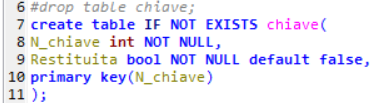 6 #drop table chiave;
7 create table IF NOT EXISTS chiave(
8 N_chiave int NOT NULL,
9 Restituita bool NOT NULL default false,
10 primary key(N_chiave)
11 );